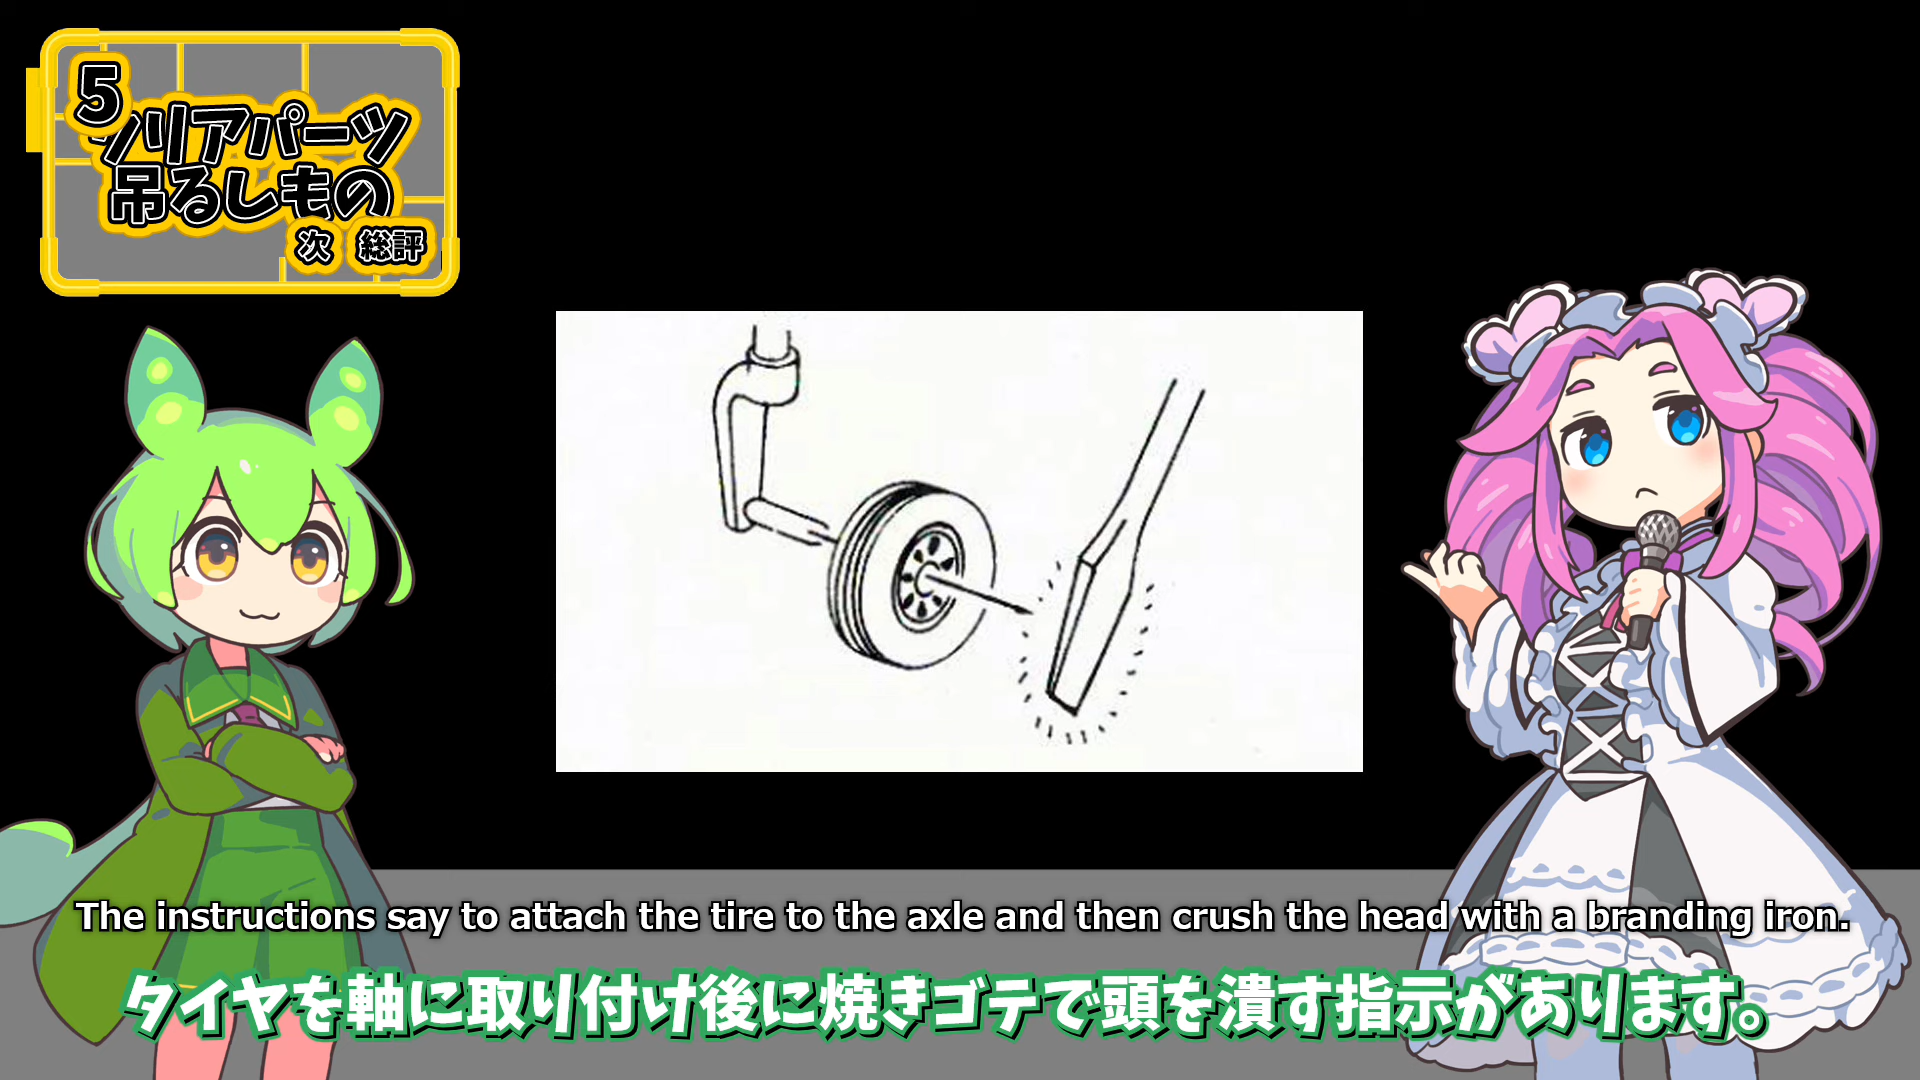 5
ソリアパーツ
吊るしもの
次 総評
The instructions say to attach the tire to the axle and then crush the head with a branding iron.
タイヤを軸に取り付け後に焼きゴテで頭を潰す指示があります。